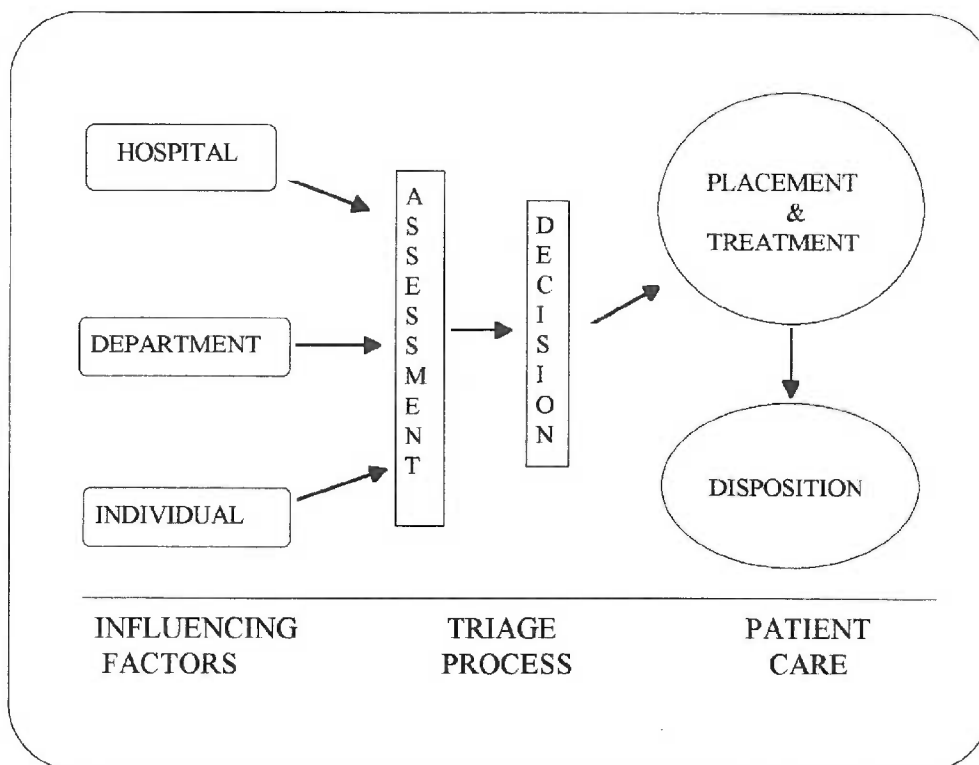 HOSPITAL
DEPARTMENT
INDIVIDUAL
ASSESSMENT
DECISION
PLACEMENT
&
TREATMENT
DISPOSITION
INFLUENCING
FACTORS
TRIAGE
PROCESS
PATIENT
CARE